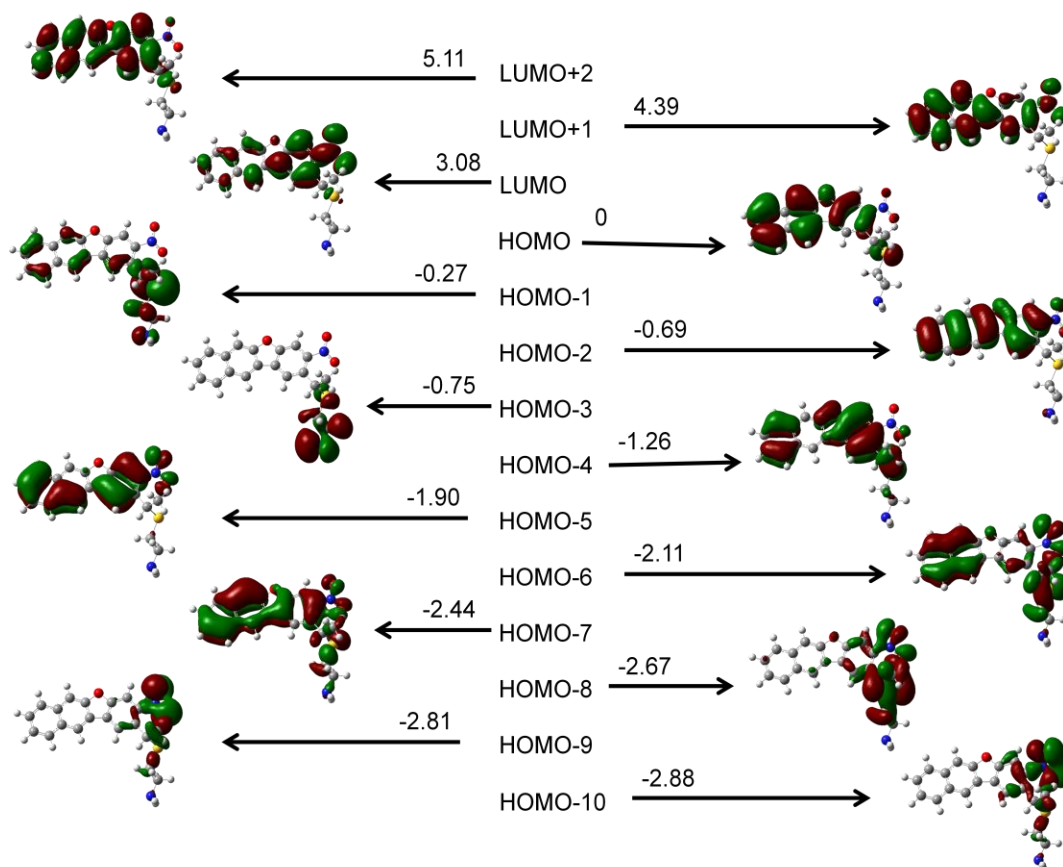 5.11 LUMO+2
LUMO+1 4.39
3.08 LUMO
HOMO 0
-0.27 HOMO-1
HOMO-2 -0.69
-0.75 HOMO-3
HOMO-4 -1.26
-1.90 HOMO-5
HOMO-6 -2.11
-2.44 HOMO-7
HOMO-8 -2.67
-2.81 HOMO-9
HOMO-10 -2.88